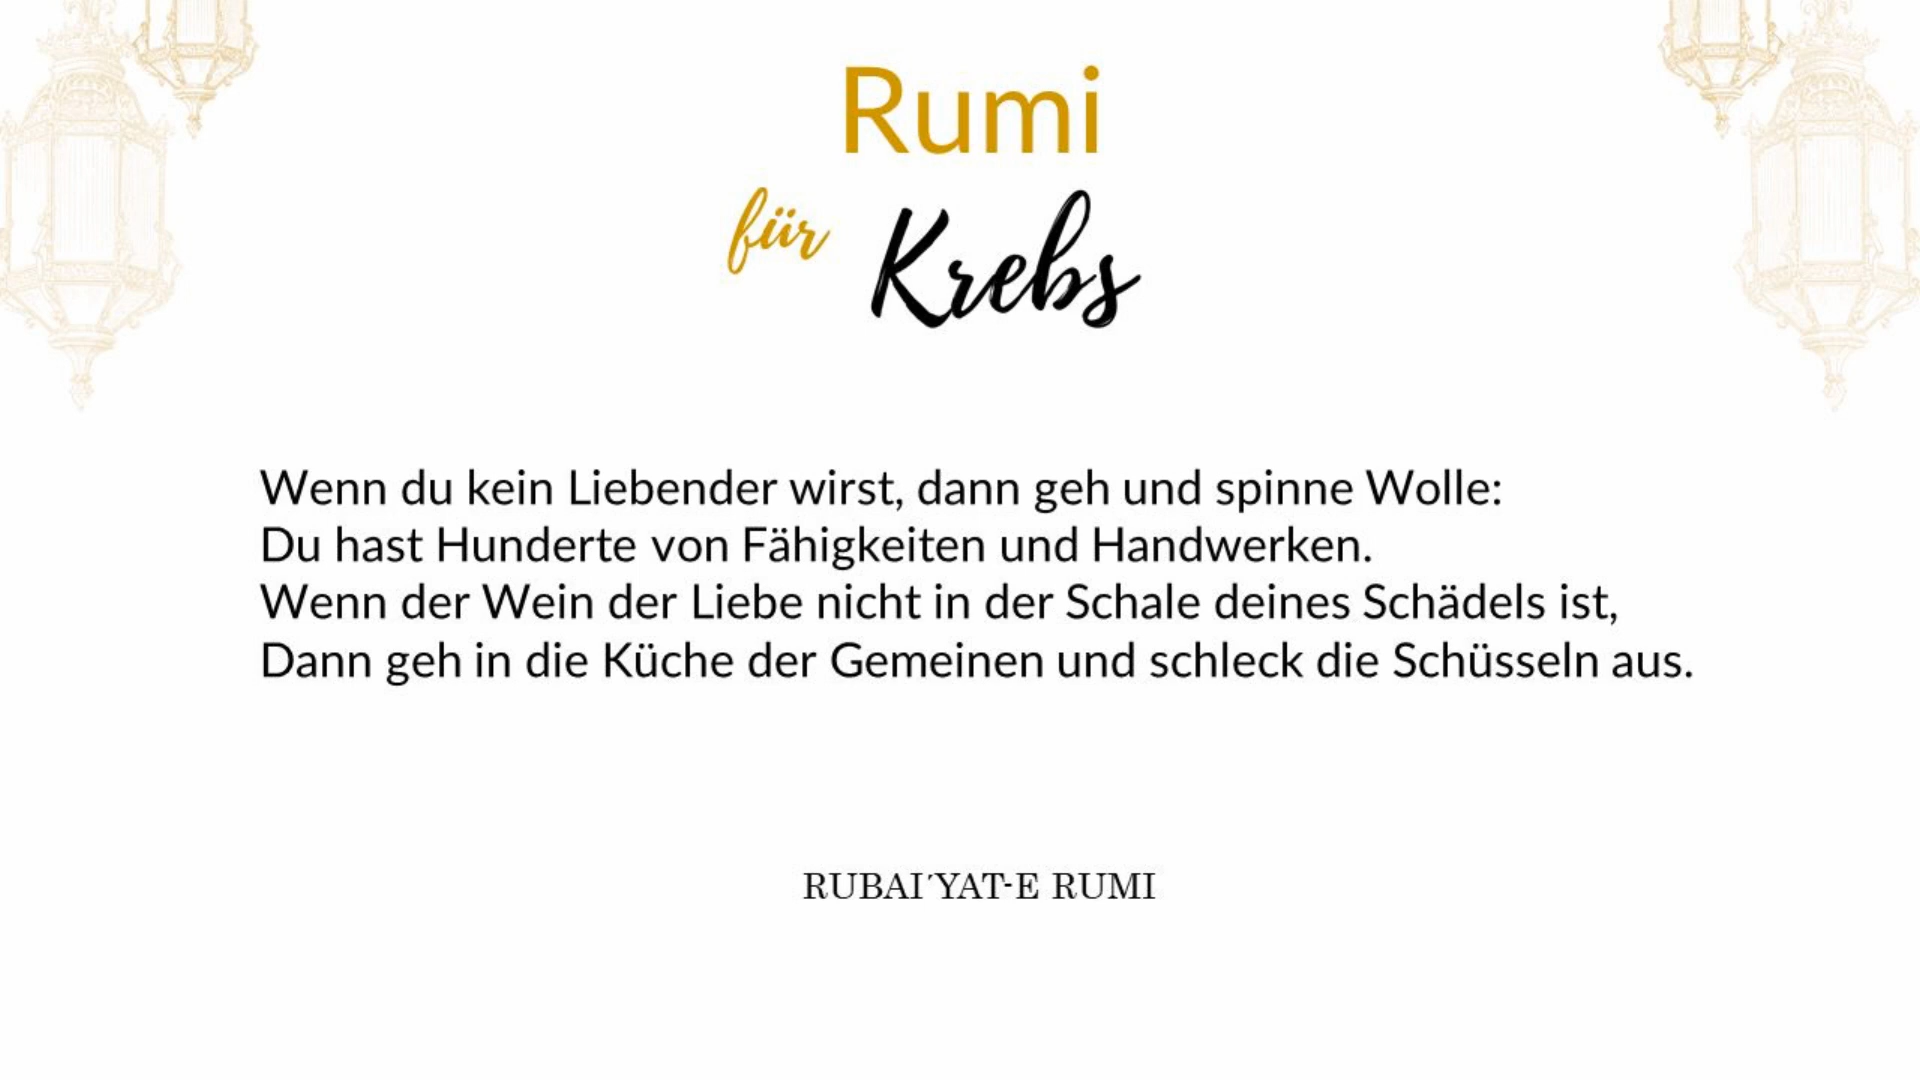 Rumi
für Krebs
Wenn du kein Liebender wirst, dann geh und spinne Wolle:
Du hast Hunderte von Fähigkeiten und Handwerken.
Wenn der Wein der Liebe nicht in der Schale deines Schädels ist,
Dann geh in die Küche der Gemeinen und schleck die Schüsseln aus.
RUBAI´YAT-E RUMI